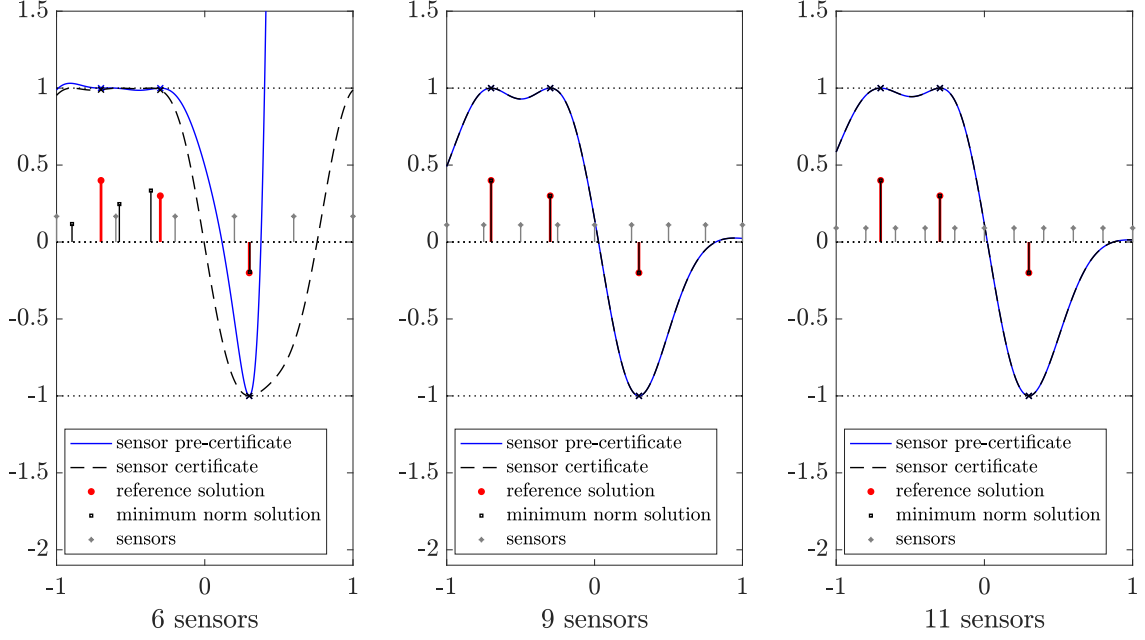 1.5
1
0.5
0
-0.5
-1
-1.5
-2
sensor pre-certificate
sensor certificate
reference solution
minimum norm solution
sensors
-1 0 1
6 sensors
1.5
1
0.5
0
-0.5
-1
-1.5
-2
sensor pre-certificate
sensor certificate
reference solution
minimum norm solution
sensors
-1 0 1
9 sensors
1.5
1
0.5
0
-0.5
-1
-1.5
-2
sensor pre-certificate
sensor certificate
reference solution
minimum norm solution
sensors
-1 0 1
11 sensors